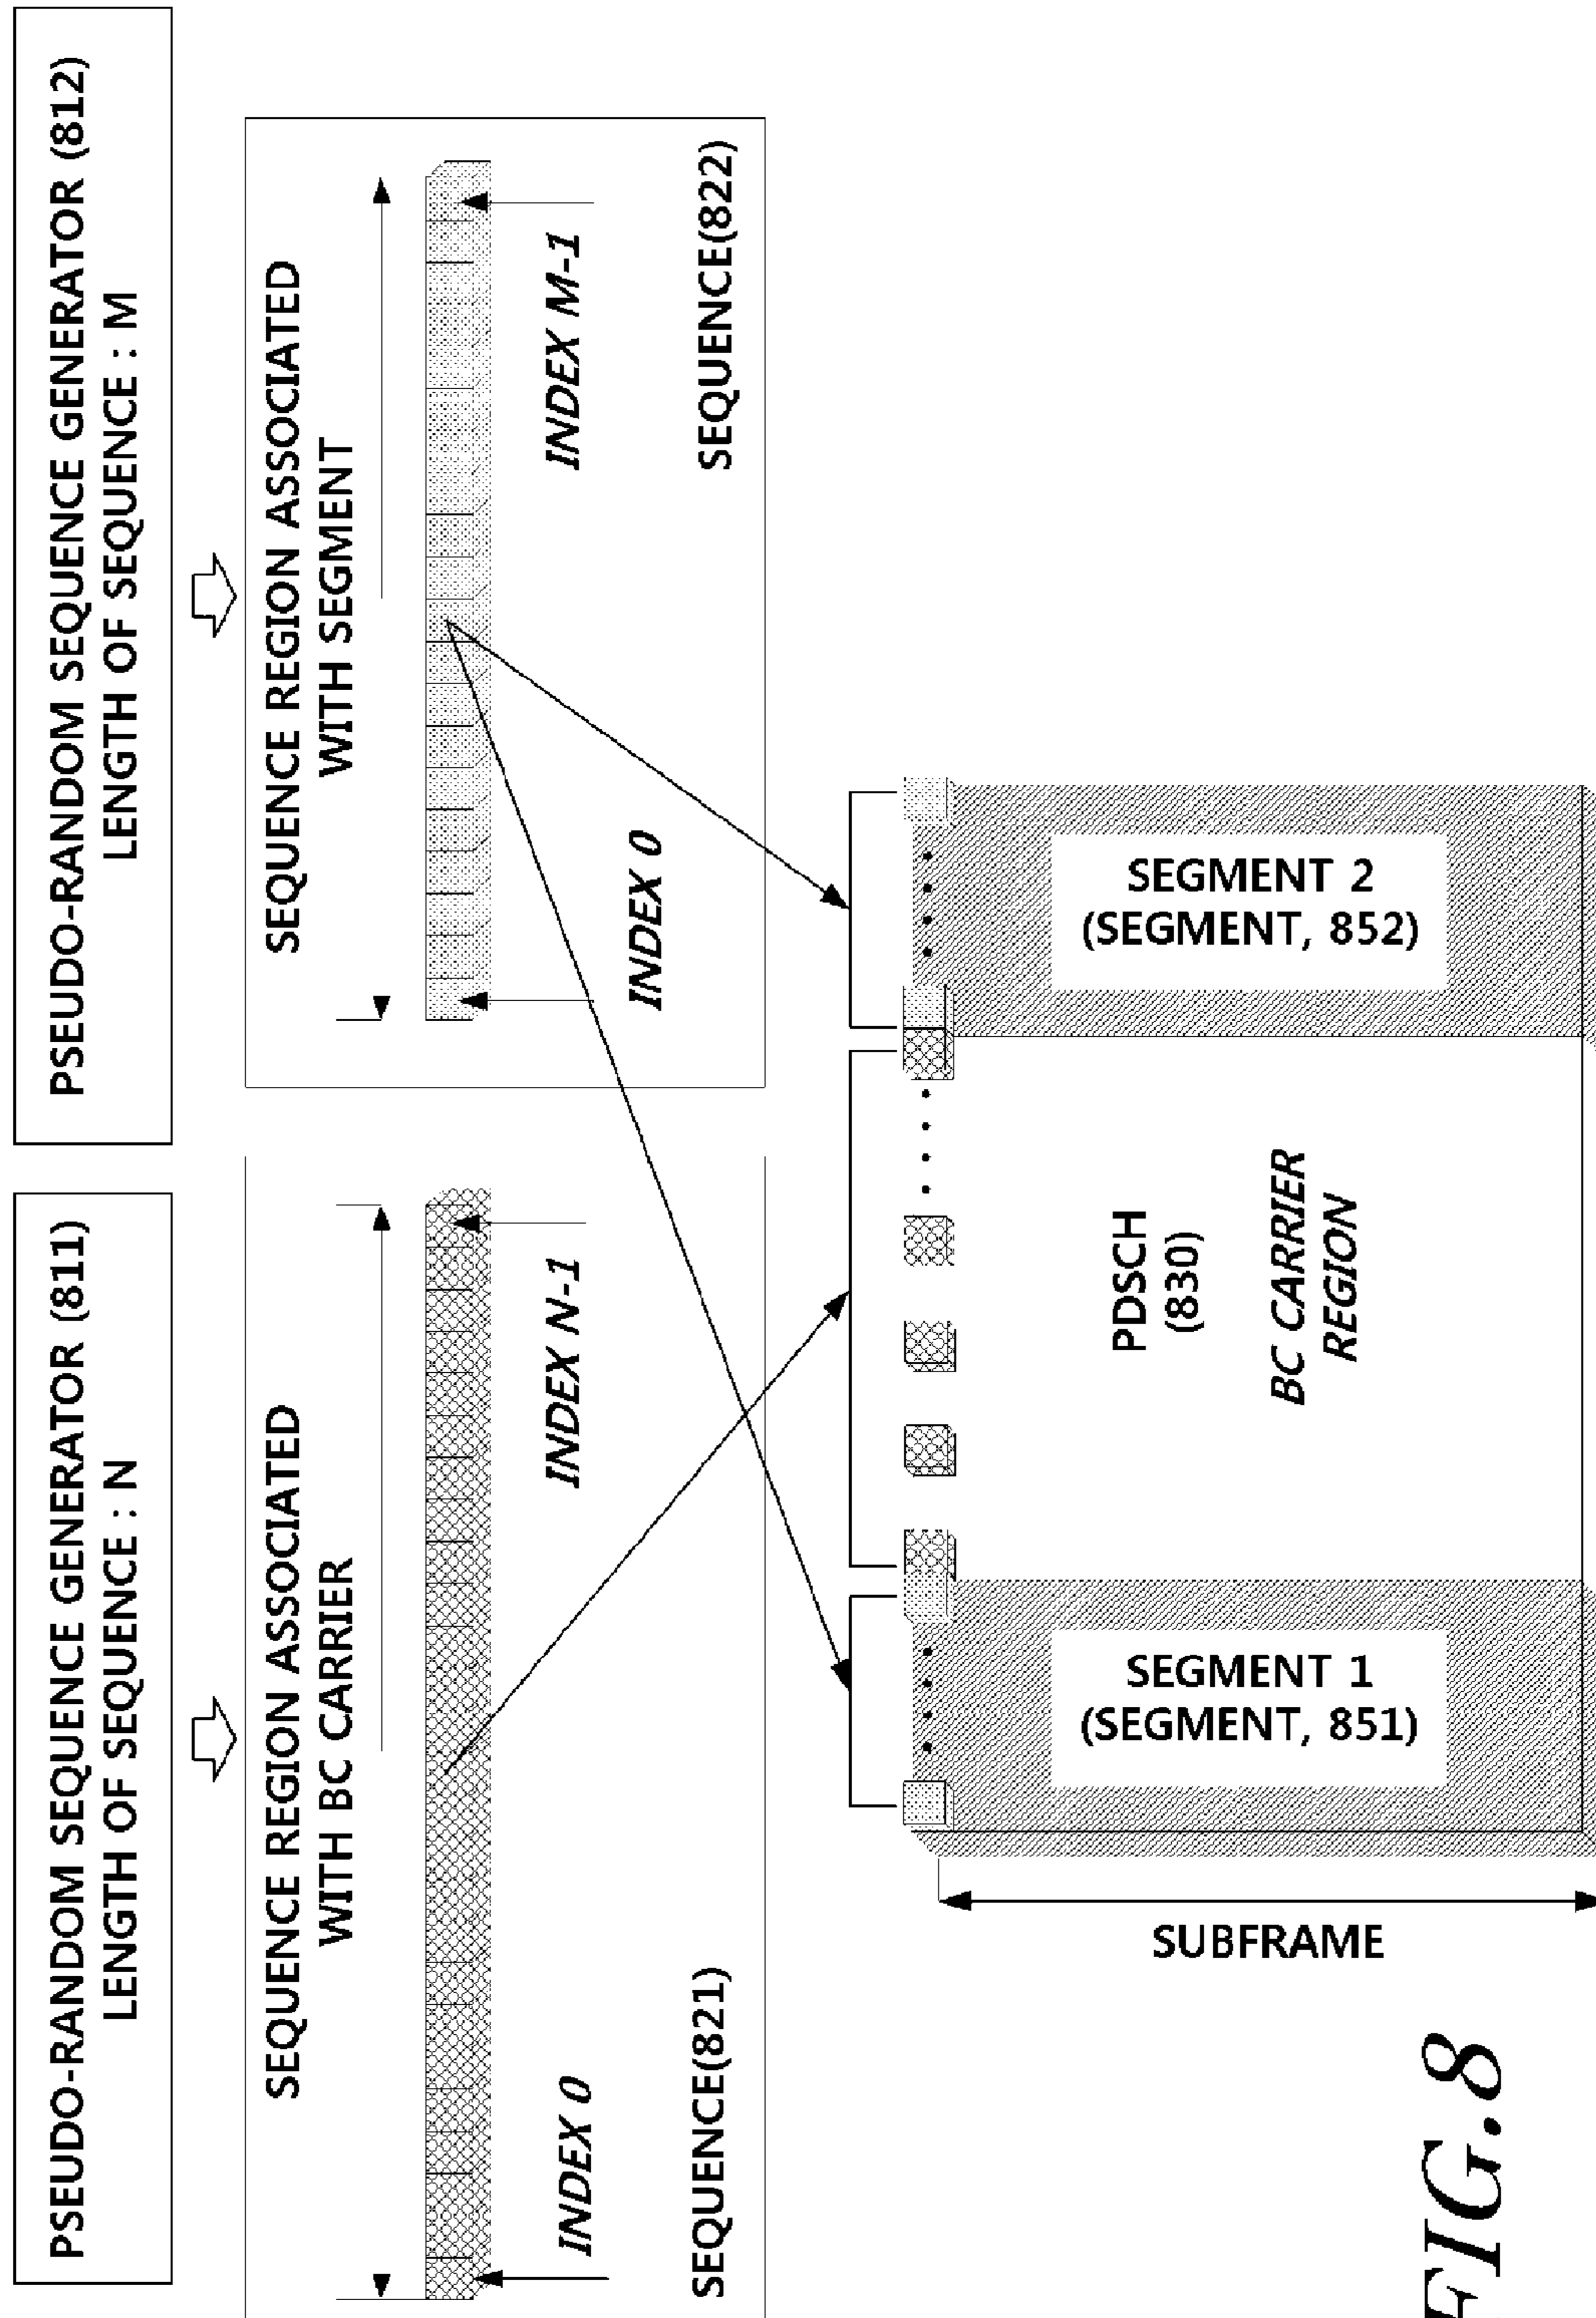 PSEUDO-RANDOM SEQUENCE GENERATOR (811)
LENGTH OF SEQUENCE : N
PSEUDO-RANDOM SEQUENCE GENERATOR (812)
LENGTH OF SEQUENCE : M
SEQUENCE REGION ASSOCIATED
WITH BC CARRIER
INDEX 0
INDEX N-1
SEQUENCE(821)
SEQUENCE REGION ASSOCIATED
WITH SEGMENT
INDEX 0
INDEX M-1
SEQUENCE(822)
SUBFRAME
SEGMENT 1
(SEGMENT, 851)
PDSCH
(830)
BC CARRIER
REGION
SEGMENT 2
(SEGMENT, 852)
FIG.8